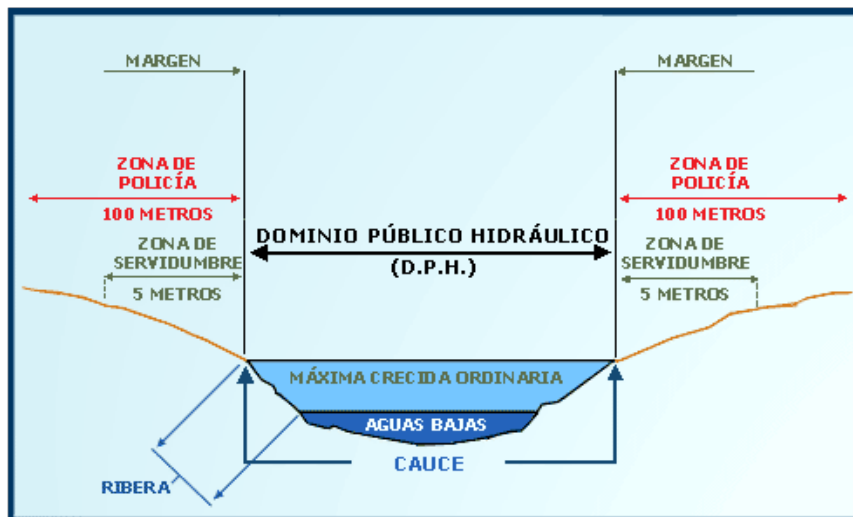 MARGEN
MARGEN
ZONA DE
POLICÍA
100 METROS
ZONA DE
POLICÍA
100 METROS
DOMINIO PÚBLICO HIDRÁULICO
(D.P.H.)
ZONA DE
SERVIDUMBRE
5 METROS
ZONA DE
SERVIDUMBRE
5 METROS
MÁXIMA CRECIDA ORDINARIA
AGUAS BAJAS
CAUCE
RIBERA